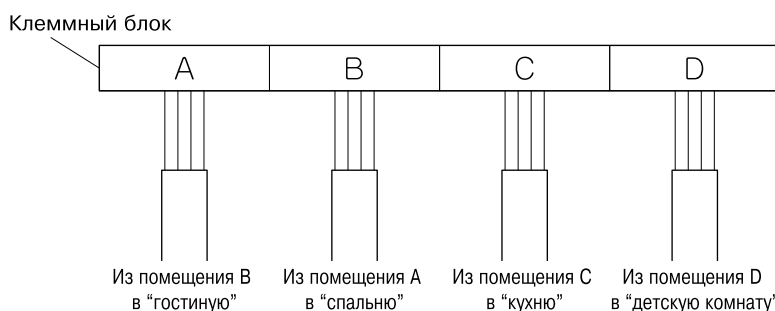 Клеммный блок
A B C D
Из помещения B Из помещения A Из помещения C Из помещения D
в “гостиную” в “спальню” в “кухню” в “детскую комнату”